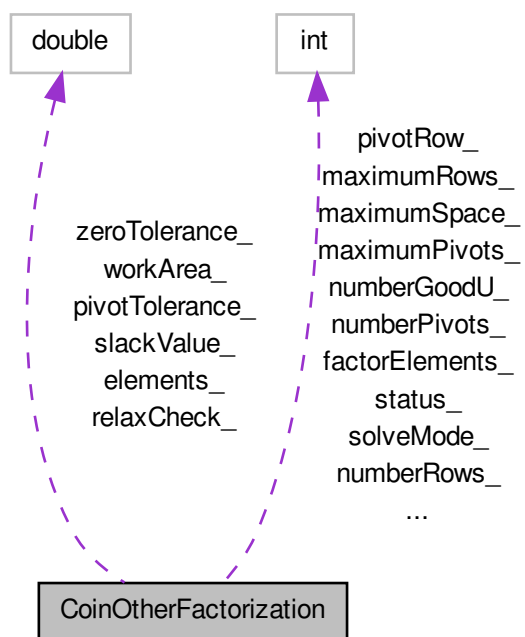 double
int
zeroTolerance_
workArea_
pivotTolerance_
slackValue_
elements_
relaxCheck_
pivotRow_
maximumRows_
maximumSpace_
maximumPivots_
numberGoodU_
numberPivots_
factorElements_
status_
solveMode_
numberRows_
...
CoinOtherFactorization